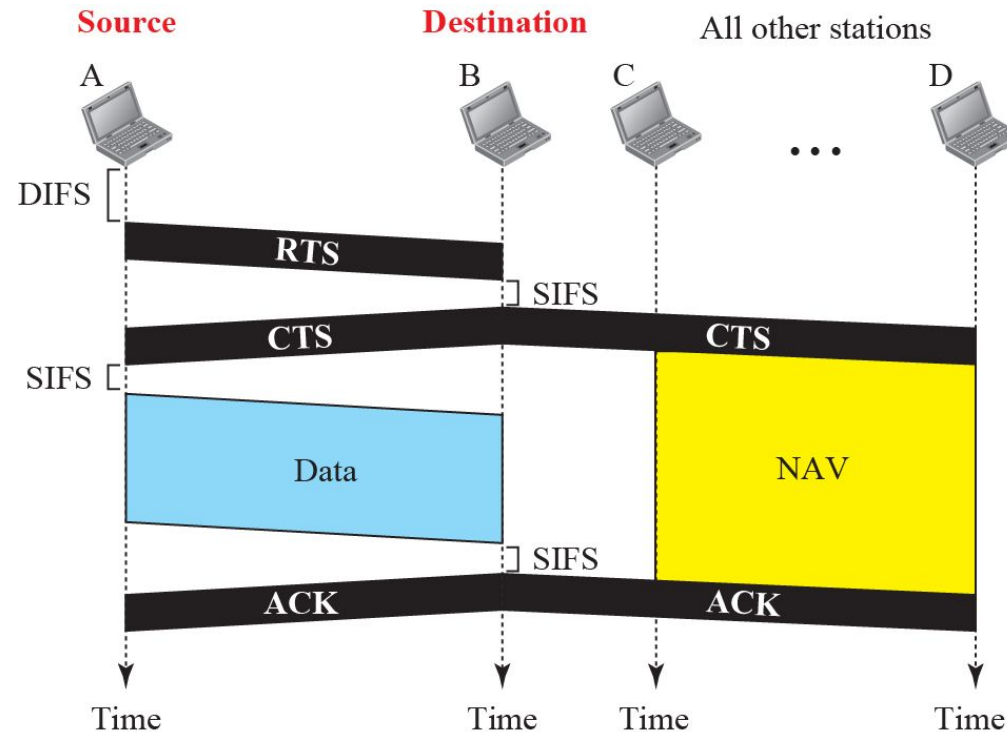 Source
Destination
All other stations
A
B
C
D
...
DIFS
RTS
SIFS
CTS
CTS
SIFS
Data
NAV
SIFS
ACK
ACK
Time
Time
Time
Time